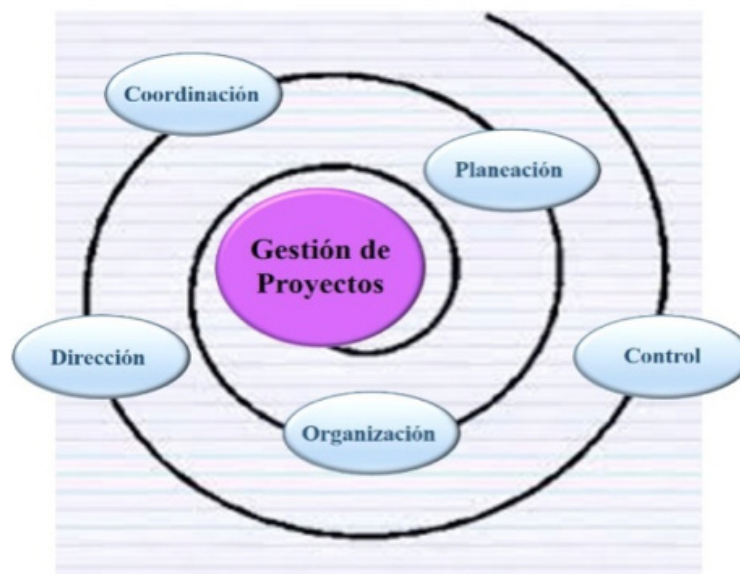 Coordinación
Planeación
Gestión de
Proyectos
Dirección
Control
Organización